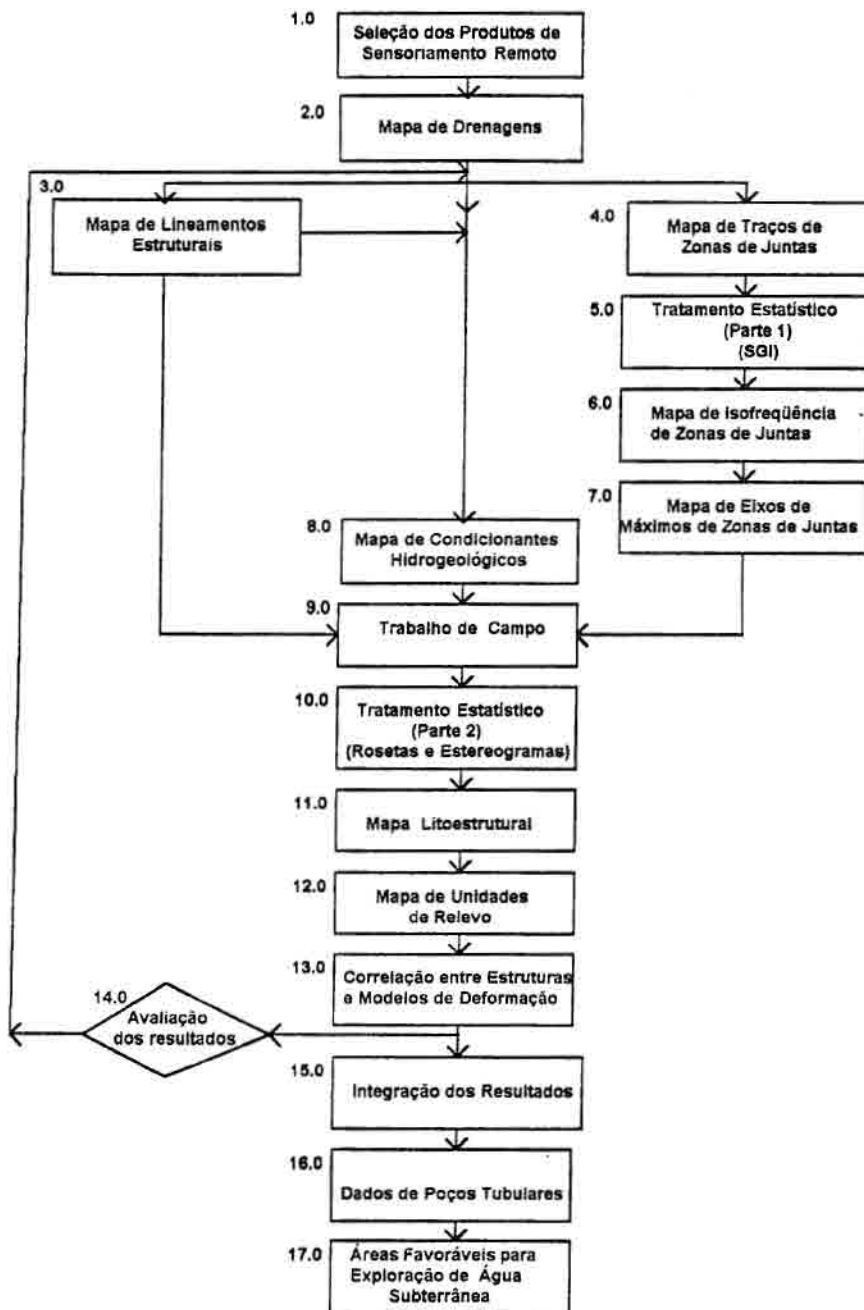 1.0
Seleção dos Produtos de
Sensoriamento Remoto
2.0
Mapa de Drenagens
3.0
Mapa de Lineamentos
Estruturais
4.0
Mapa de Traços de
Zonas de Juntas
5.0
Tratamento Estatístico
(Parte 1)
(SGI)
6.0
Mapa de Isofreqüência
de Zonas de Juntas
7.0
Mapa de Eixos de
Máximos de Zonas de Juntas
8.0
Mapa de Condicionantes
Hidrogeológicos
9.0
Trabalho de Campo
10.0
Tratamento Estatístico
(Parte 2)
(Rosetas e Estereogramas)
11.0
Mapa Litoestrutural
12.0
Mapa de Unidades
de Relevo
13.0
Correlação entre Estruturas
e Modelos de Deformação
14.0
Avaliação
dos resultados
15.0
Integração dos Resultados
16.0
Dados de Poços Tubulares
17.0
Áreas Favoráveis para
Exploração de Água
Subterrânea